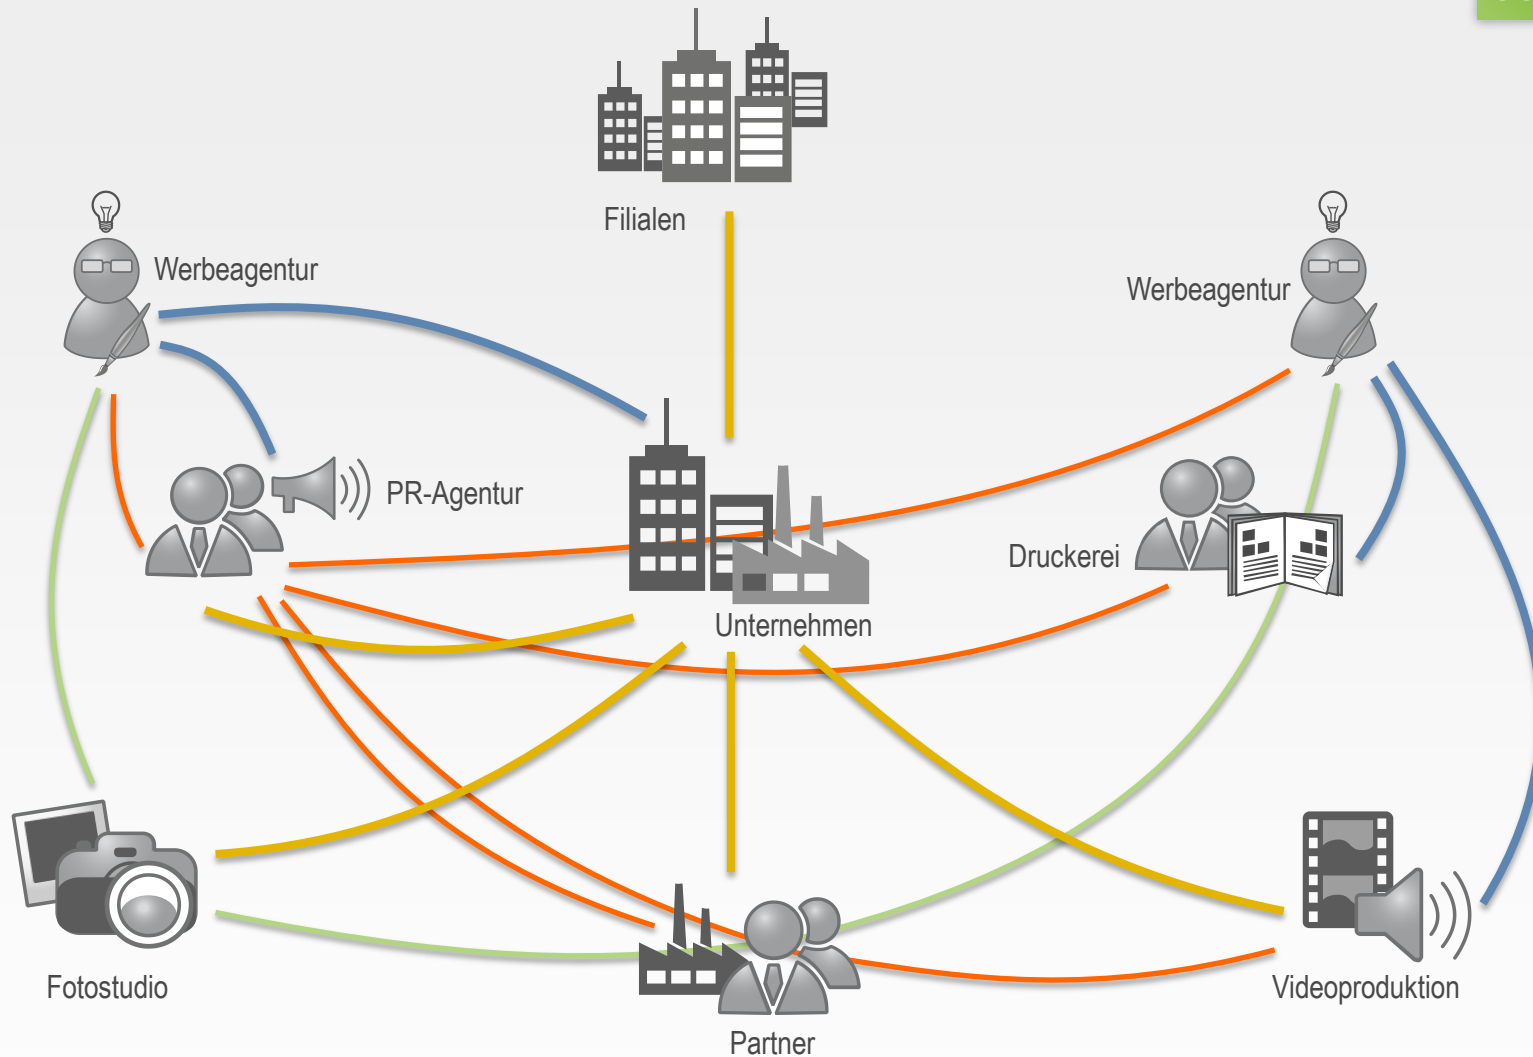 Filialen
Werbeagentur
Werbeagentur
PR-Agentur
Druckerei
Unternehmen
Fotostudio
Videoproduktion
Partner